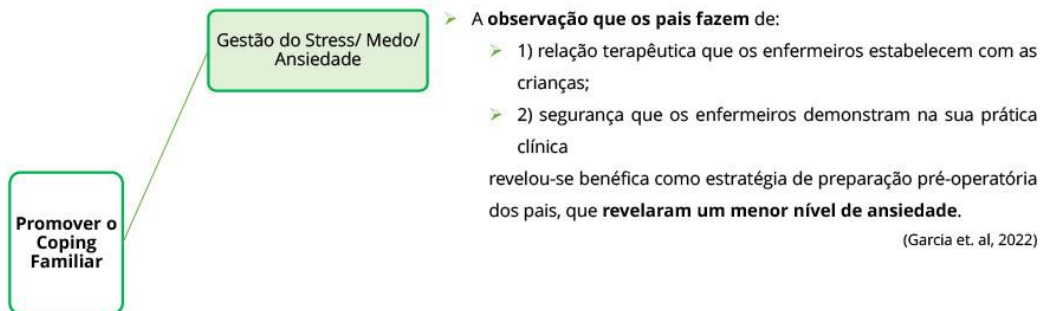 Gestão do Stress/ Medo/
Ansiedade
Promover o
Coping
Familiar
➢ A observação que os pais fazem de:
➢ 1) relação terapêutica que os enfermeiros estabelecem com as
crianças;
➢ 2) segurança que os enfermeiros demonstram na sua prática
clínica
revelou-se benéfica como estratégia de preparação pré-operatória
dos pais, que revelaram um menor nível de ansiedade.
(Garcia et. al, 2022)